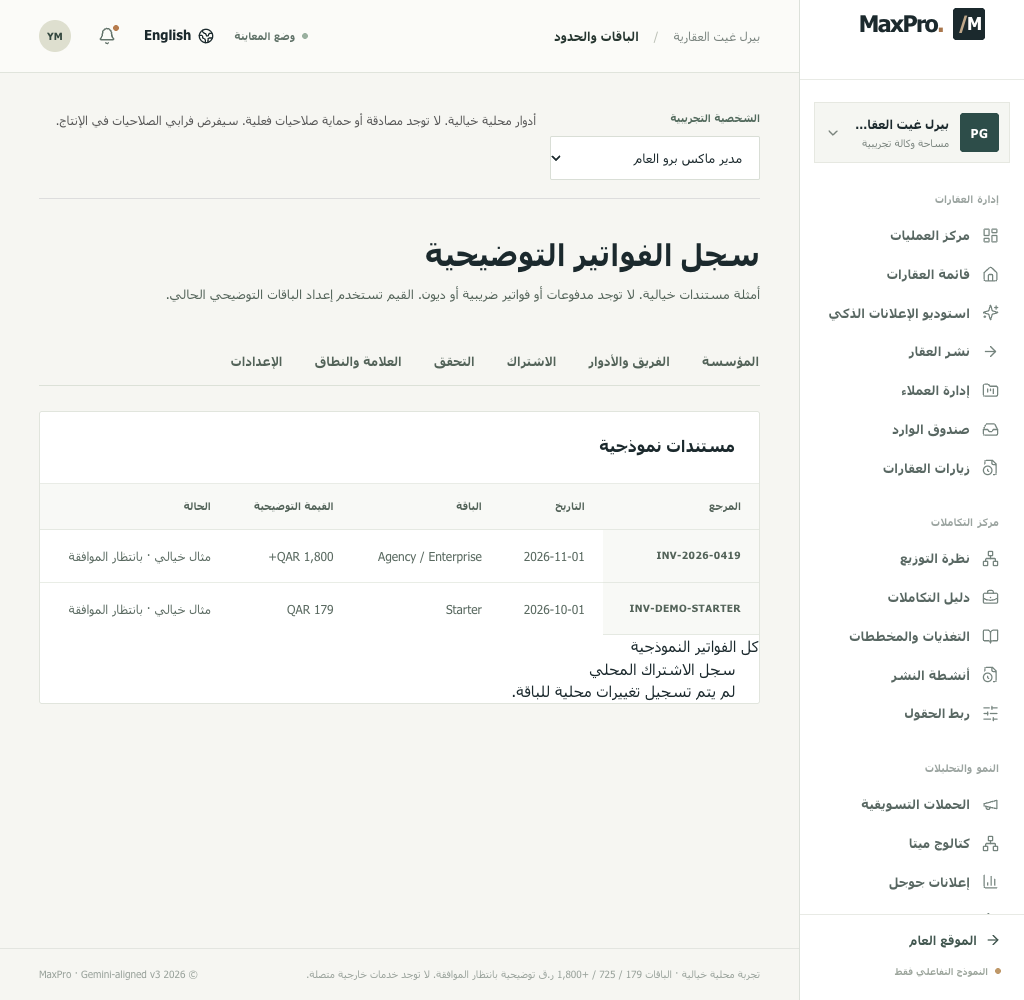 MaxPro. /M
بيرل غيت العقا...
مساحة وكالة تجريبية
PG
إدارة العقارات
مركز العمليات
قائمة العقارات
استوديو الإعلانات الذكي
نشر العقار
إدارة العملاء
صندوق الوارد
زيارات العقارات
مركز التكاملات
نظرة التوزيع
دليل التكاملات
التغذيات والمخططات
أنشطة النشر
ربط الحقول
النمو والتحليلات
الحملات التسويقية
كتالوج ميتا
إعلانات جوجل
الموقع العام
النموذج التفاعلي فقط
بيرل غيت العقارية / الباقات والحدود
وضع المعاينة
English
YM
الشخصية التجريبية
مدير ماكس برو العام
أدوار محلية خيالية. لا توجد مصادقة أو حماية صلاحيات فعلية. سيفرض فرابي الصلاحيات في الإنتاج.
سجل الفواتير التوضيحية
أمثلة مستندات خيالية. لا توجد مدفوعات أو فواتير ضريبية أو ديون. القيم تستخدم إعداد الباقات التوضيحي الحالي.
المؤسسة الفريق والأدوار الاشتراك التحقق العلامة والنطاق الإعدادات
مستندات نموذجية
المرجع التاريخ الباقة القيمة التوضيحية الحالة
INV-2026-0419 2026-11-01 Agency / Enterprise +QAR 1,800 مثال خيالي · بانتظار الموافقة
INV-DEMO-STARTER 2026-10-01 Starter QAR 179 مثال خيالي · بانتظار الموافقة
كل الفواتير النموذجية
سجل الاشتراك المحلي
لم يتم تسجيل تغييرات محلية للباقة.
تجربة محلية خيالية · الباقات 179 / 725 / +1,800 ر.ق توضيحية بانتظار الموافقة. لا توجد خدمات خارجية متصلة.
MaxPro · Gemini-aligned v3 2026 ©